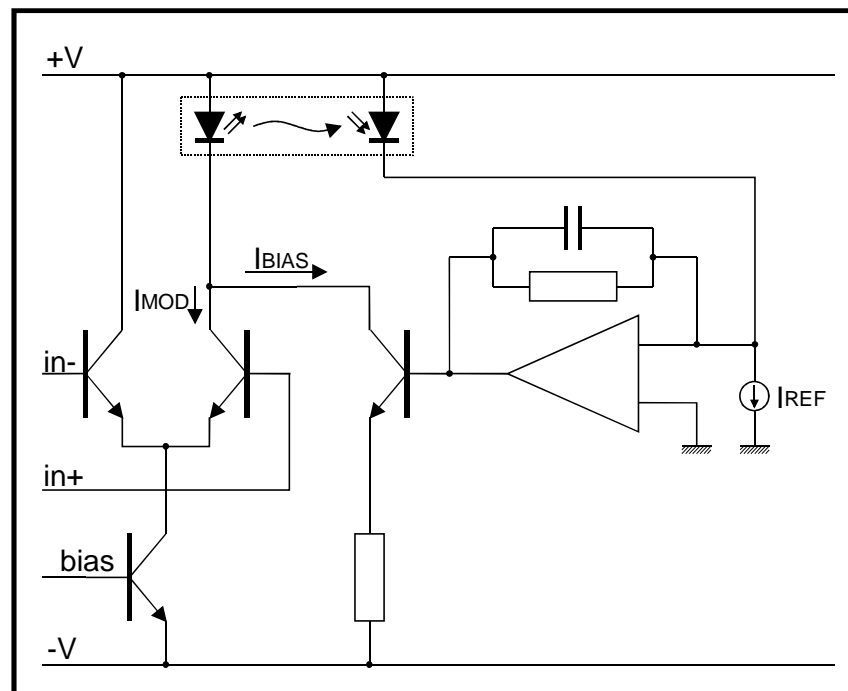 +V
IBIAS
IMOD
in-
IREF
in+
bias
-V